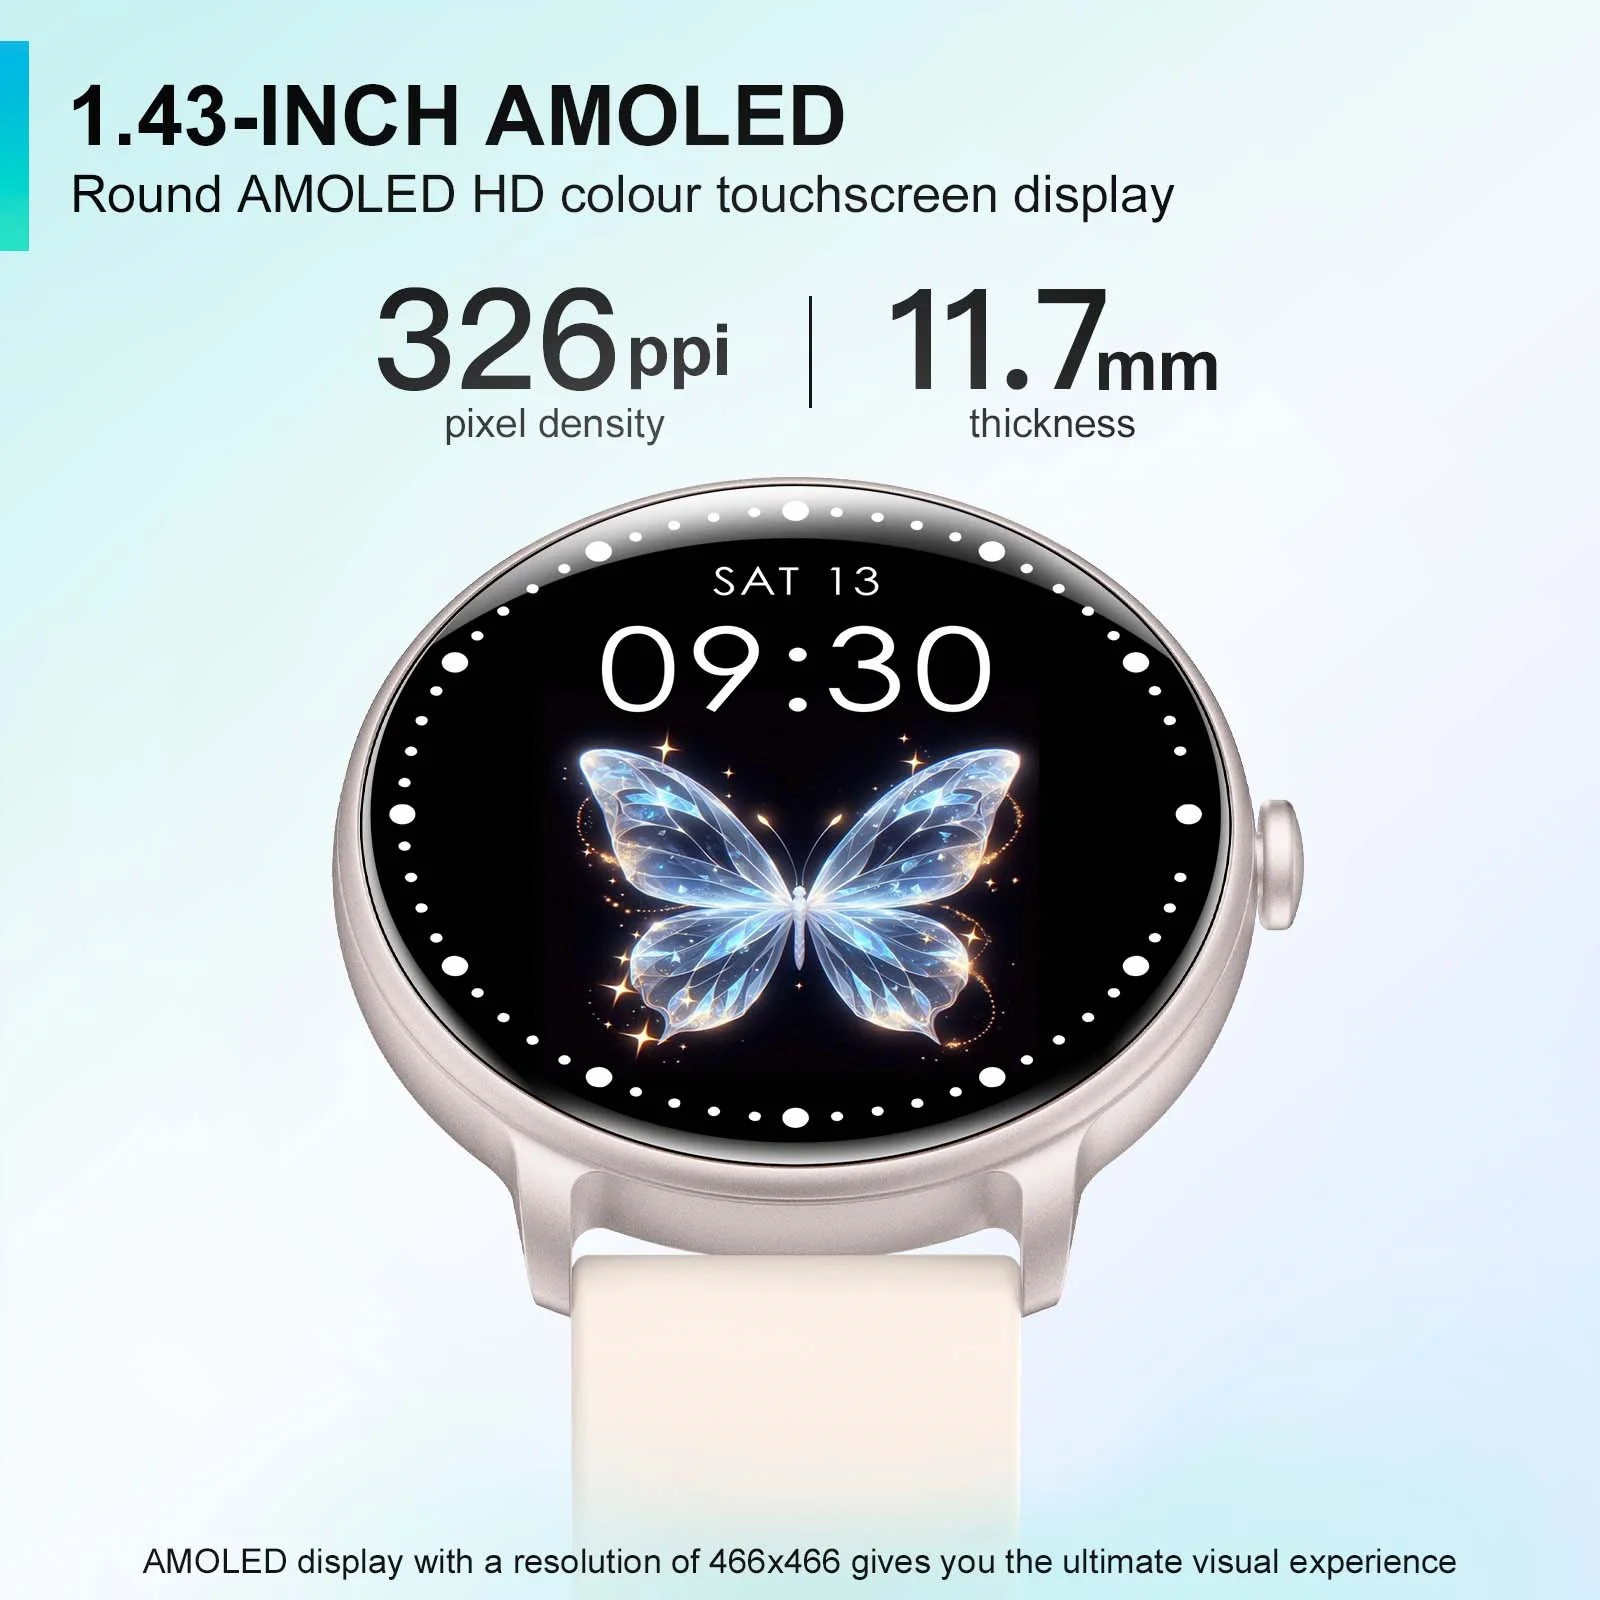 1.43-INCH AMOLED
Round AMOLED HD colour touchscreen display
326ppi
pixel density
11.7mm
thickness
SAT 13
09:30
AMOLED display with a resolution of 466x466 gives you the ultimate visual experience